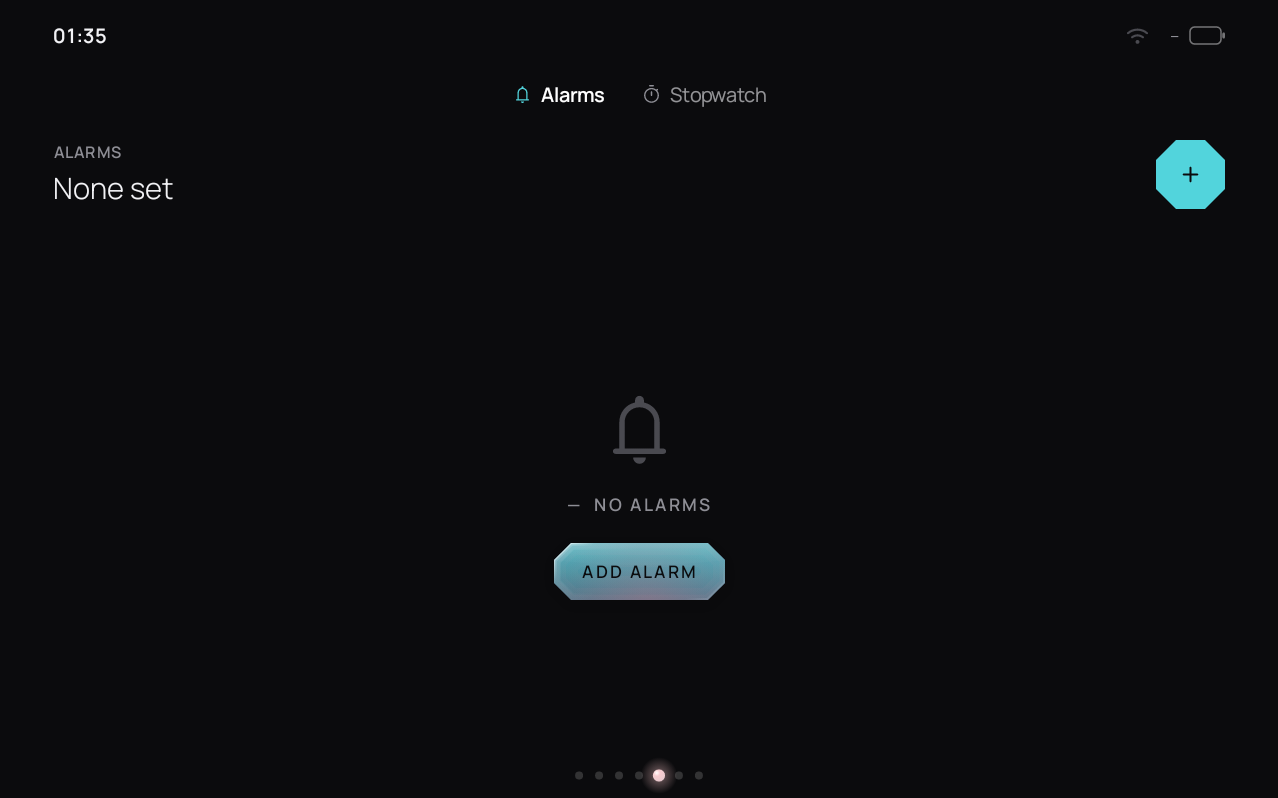 01:35
–
Alarms
Stopwatch
ALARMS
None set
+
– NO ALARMS
ADD ALARM